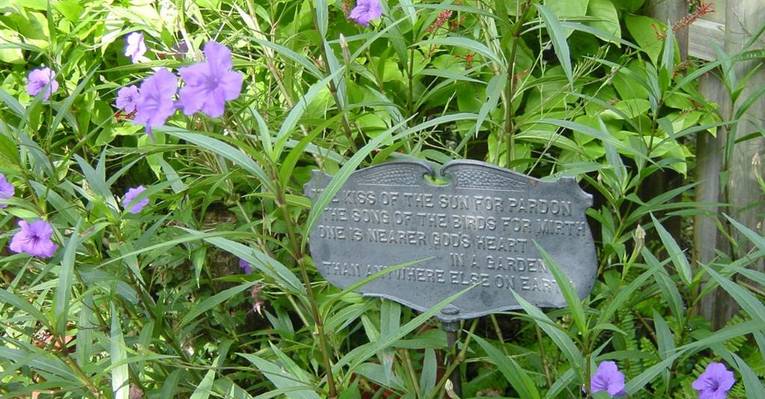 KISS OF THE SUN FOR PARDON
THE SONG OF THE BIRDS FOR MIRTH
ONE IS NEARER GODS HEART
IN A GARDEN
THAN ANYWHERE ELSE ON EARTH